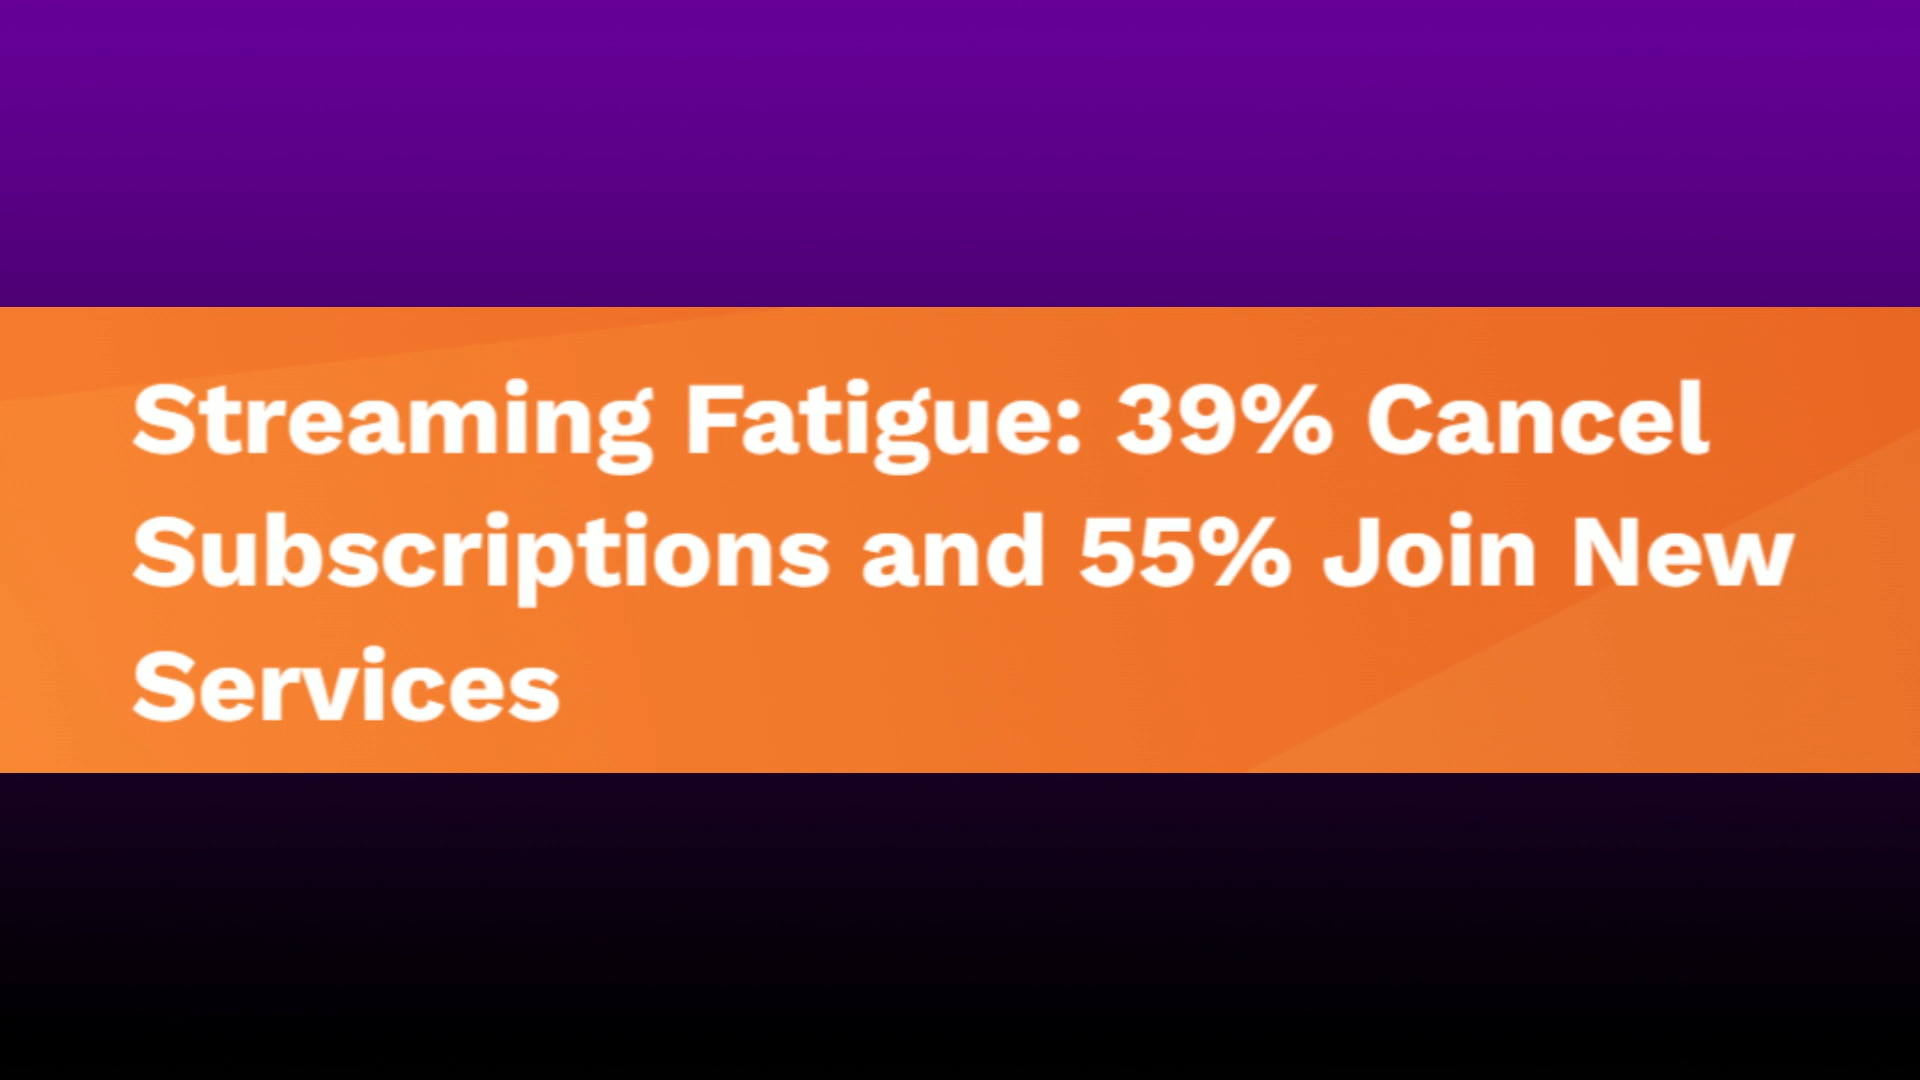 Streaming Fatigue: 39% Cancel
Subscriptions and 55% Join New
Services